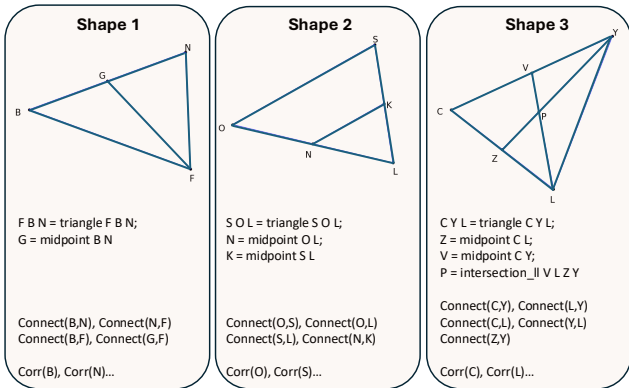 Shape 1
N
G
B
F
F B N = triangle F B N;
G = midpoint B N
Connect(B,N), Connect(N,F)
Connect(B,F), Connect(G,F)
Corr(B), Corr(N)...
Shape 2
S
K
O
N
L
S O L = triangle S O L;
N = midpoint O L;
K = midpoint S L
Connect(O,S), Connect(O,L)
Connect(S,L), Connect(N,K)
Corr(O), Corr(S)...
Shape 3
Y
V
C
P
Z
L
C Y L = triangle C Y L;
Z = midpoint C L;
V = midpoint C Y;
P = intersection_ll V L Z Y
Connect(C,Y), Connect(L,Y)
Connect(C,L), Connect(Y,L)
Connect(Z,Y)
Corr(C), Corr(L)...